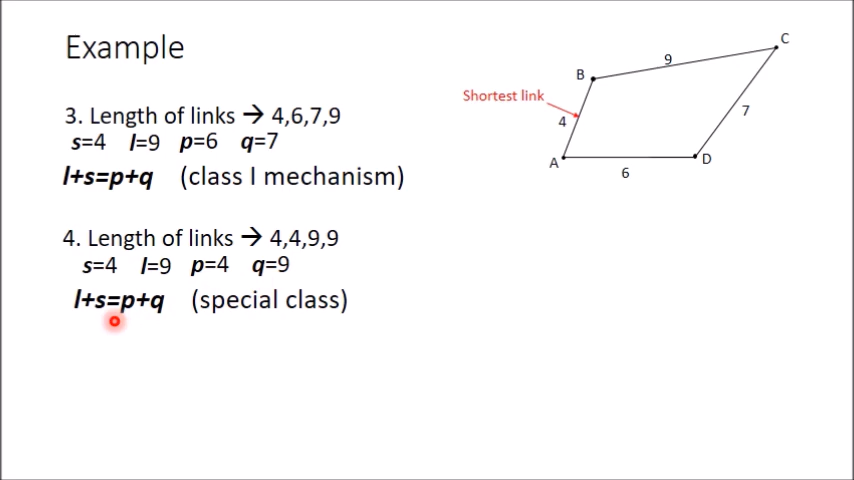 Example
3. Length of links → 4,6,7,9
s=4 l=9 p=6 q=7
l+s=p+q (class I mechanism)
4. Length of links → 4,4,9,9
s=4 l=9 p=4 q=9
l+s=p+q (special class)
C
B
9
Shortest link
4
7
A
D
6